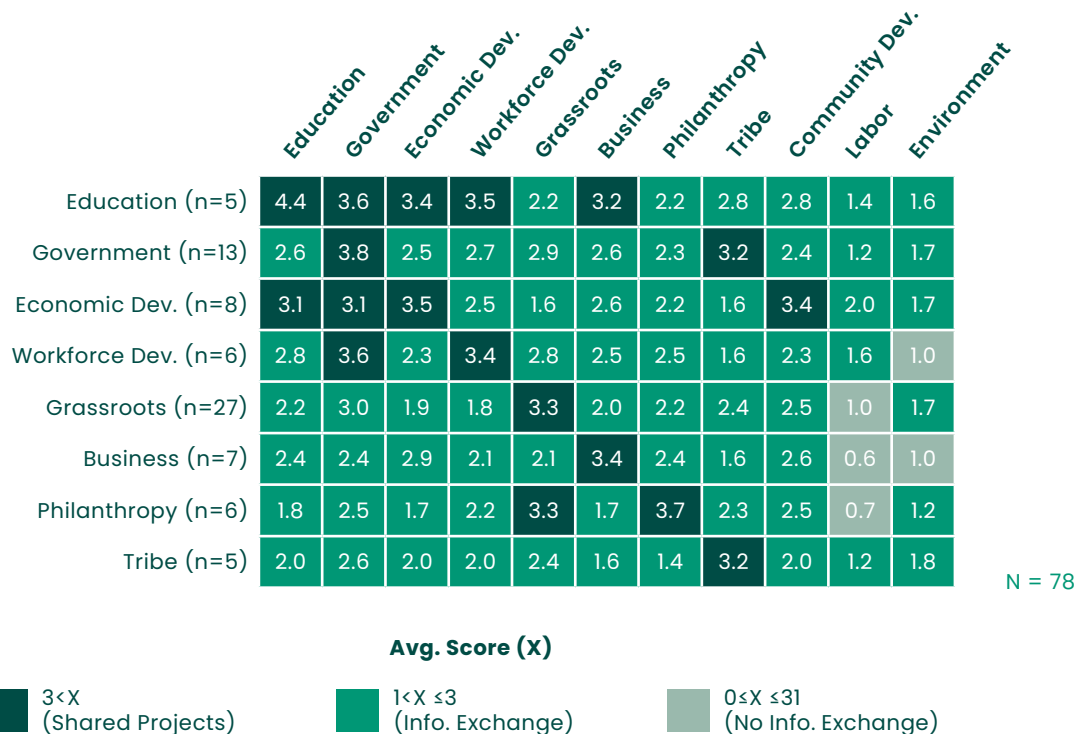 Education Government Economic Dev. Workforce Dev. Grassroots Business Philanthropy Tribe Community Dev. Labor Environment
Education (n=5) 4.4 3.6 3.4 3.5 2.2 3.2 2.2 2.8 2.8 1.4 1.6
Government (n=13) 2.6 3.8 2.5 2.7 2.9 2.6 2.3 3.2 2.4 1.2 1.7
Economic Dev. (n=8) 3.1 3.1 3.5 2.5 1.6 2.6 2.2 1.6 3.4 2.0 1.7
Workforce Dev. (n=6) 2.8 3.6 2.3 3.4 2.8 2.5 2.5 1.6 2.3 1.6 1.0
Grassroots (n=27) 2.2 3.0 1.9 1.8 3.3 2.0 2.2 2.4 2.5 1.0 1.7
Business (n=7) 2.4 2.4 2.9 2.1 2.1 3.4 2.4 1.6 2.6 0.6 1.0
Philanthropy (n=6) 1.8 2.5 1.7 2.2 3.3 1.7 3.7 2.3 2.5 0.7 1.2
Tribe (n=5) 2.0 2.6 2.0 2.0 2.4 1.6 1.4 3.2 2.0 1.2 1.8
N = 78
Avg. Score (X)
3<X 1<X ≤3 0≤X ≤31
(Shared Projects) (Info. Exchange) (No Info. Exchange)